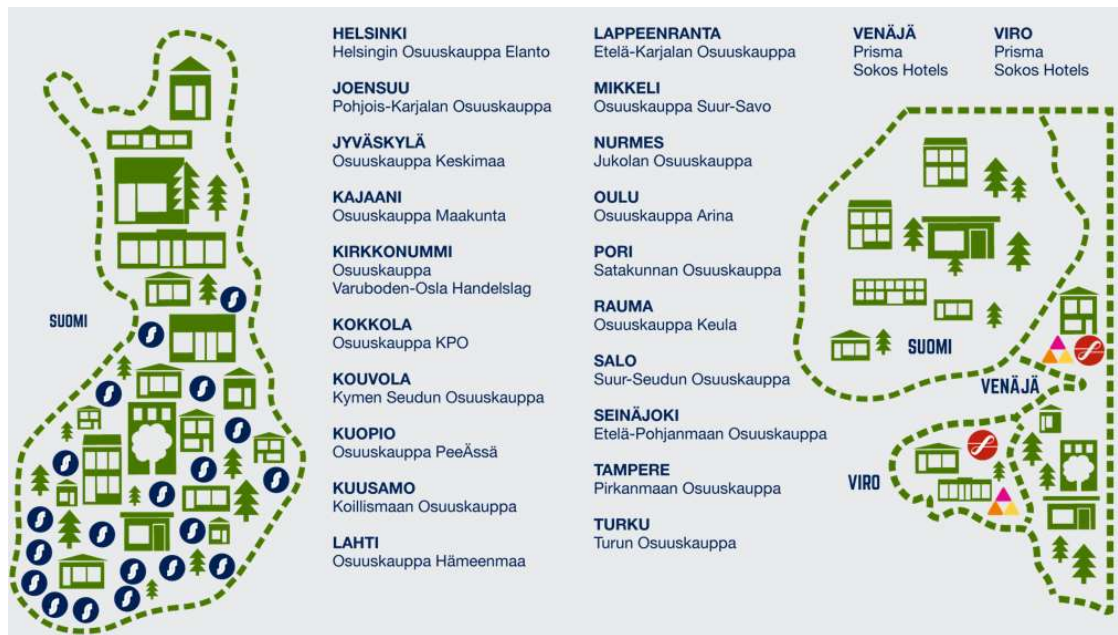 HELSINKI
Helsingin Osuuskauppa Elanto
JOENSUU
Pohjois-Karjalan Osuuskauppa
JYVÄSKYLÄ
Osuuskauppa Keskimaa
KAJAANI
Osuuskauppa Maakunta
KIRKKONUMMI
Osuuskauppa
Varuboden-Osla Handelslag
KOKKOLA
Osuuskauppa KPO
KOUVOLA
Kymen Seudun Osuuskauppa
KUOPIO
Osuuskauppa PeeÄssä
KUUSAMO
Koillismaan Osuuskauppa
LAHTI
Osuuskauppa Hämeenmaa
LAPPEENRANTA
Etelä-Karjalan Osuuskauppa
MIKKELI
Osuuskauppa Suur-Savo
NURMES
Jukolan Osuuskauppa
OULU
Osuuskauppa Arina
PORI
Satakunnan Osuuskauppa
RAUMA
Osuuskauppa Keula
SALO
Suur-Seudun Osuuskauppa
SEINÄJOKI
Etelä-Pohjanmaan Osuuskauppa
TAMPERE
Pirkanmaan Osuuskauppa
TURKU
Turun Osuuskauppa
VENÄJÄ
Prisma
Sokos Hotels
VIRO
Prisma
Sokos Hotels
SUOMI
SUOMI
VENÄJÄ
VIRO